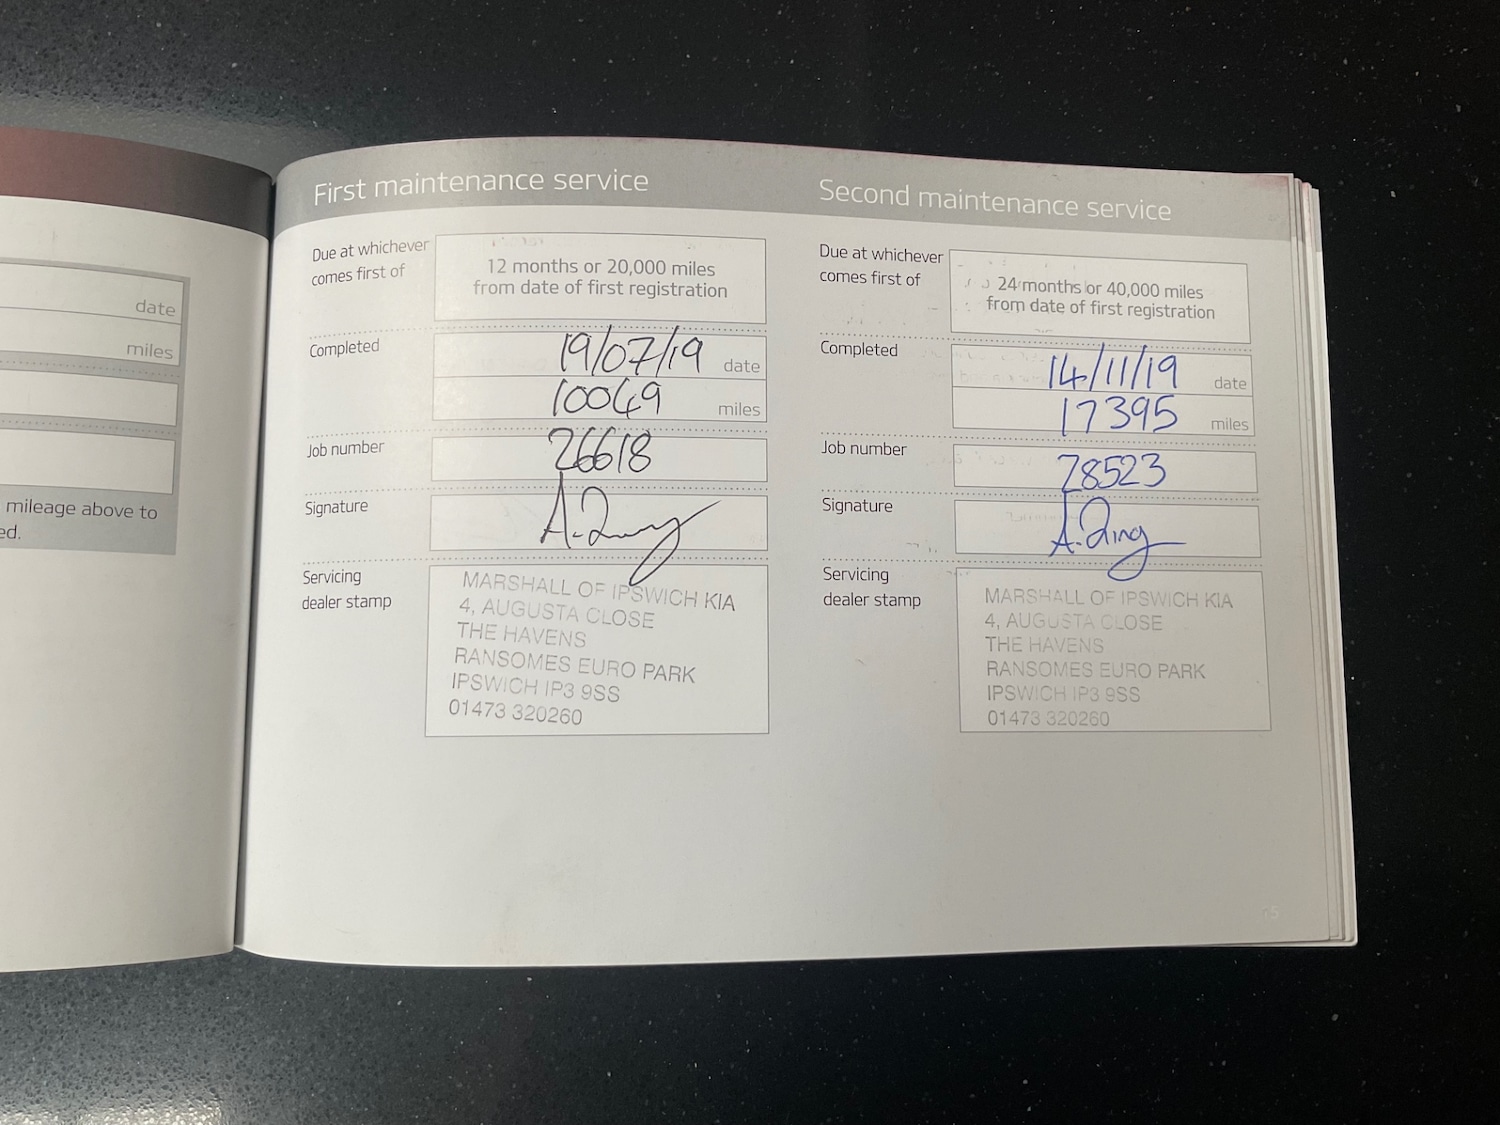 date
miles
mileage above to
ed.
First maintenance service
Due at whichever
comes first of
12 months or 20,000 miles
from date of first registration
Completed
19/07/19 date
10049 miles
Job number
26618
Signature
Servicing
dealer stamp
MARSHALL OF IPSWICH KIA
4, AUGUSTA CLOSE
THE HAVENS
RANSOMES EURO PARK
IPSWICH IP3 9SS
01473 320260
Second maintenance service
Due at whichever
comes first of
24 months or 40,000 miles
from date of first registration
Completed
14/11/19 date
17395 miles
Job number
28523
Signature
Servicing
dealer stamp
MARSHALL OF IPSWICH KIA
4, AUGUSTA CLOSE
THE HAVENS
RANSOMES EURO PARK
IPSWICH IP3 9SS
01473 320260